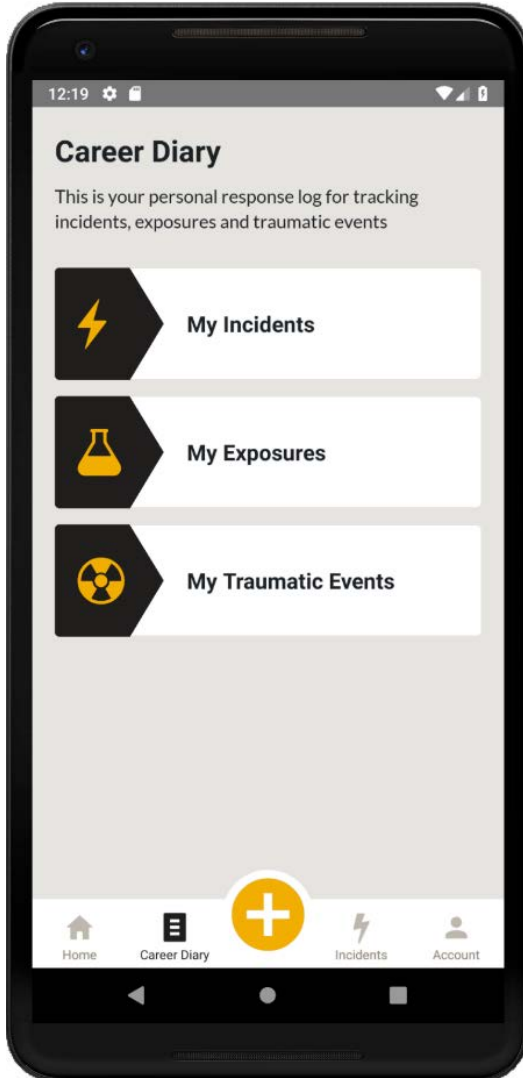 12:19
Career Diary
This is your personal response log for tracking
incidents, exposures and traumatic events
My Incidents
My Exposures
My Traumatic Events
Home
Career Diary
Incidents
Account